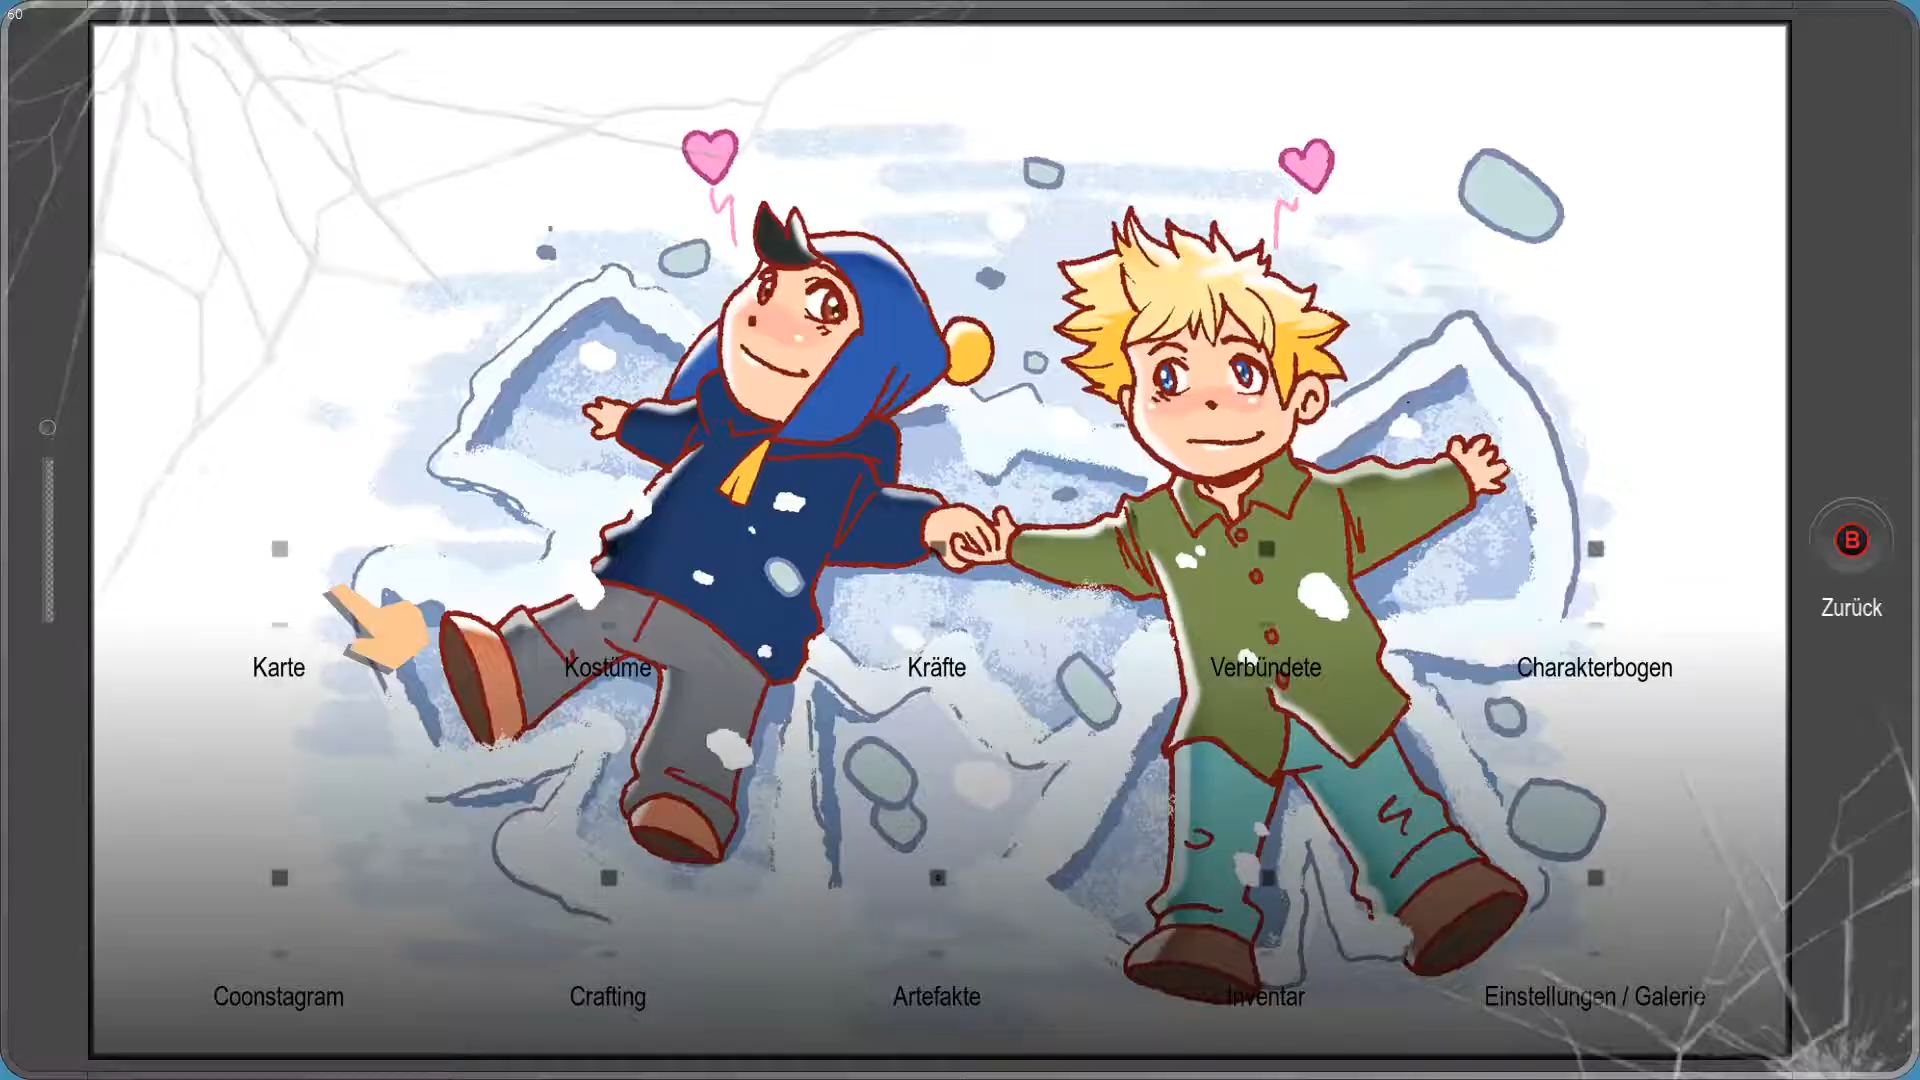 60
Karte
Kostüme
Kräfte
Verbündete
Charakterbogen
B
Zurück
Coonstagram
Crafting
Artefakte
Inventar
Einstellungen / Galerie